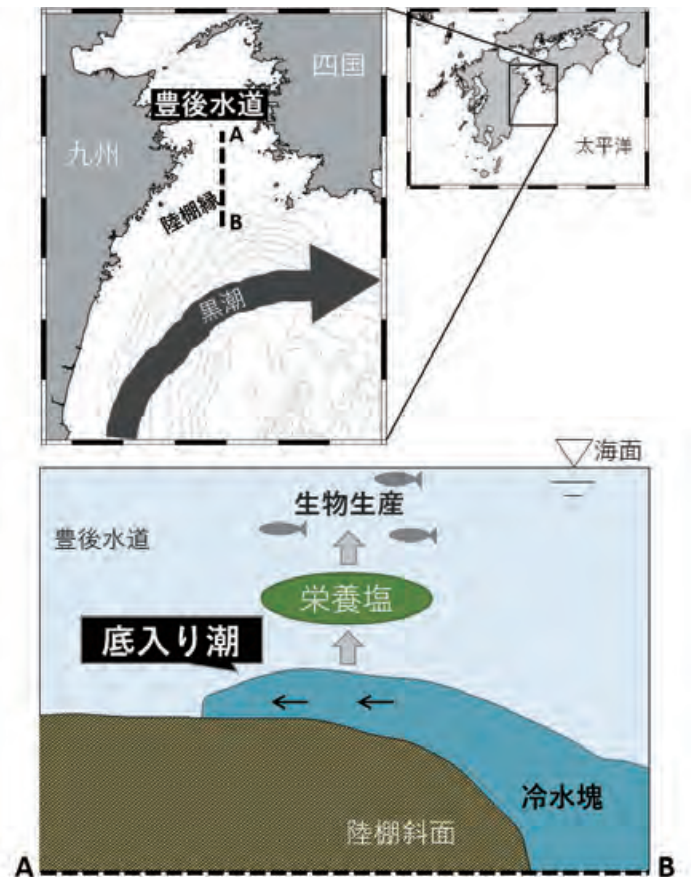 四国
豊後水道
A
九州
陸棚縁
B
黒潮
太平洋
海面
生物生産
豊後水道
栄養塩
底入り潮
冷水塊
陸棚斜面
A
B